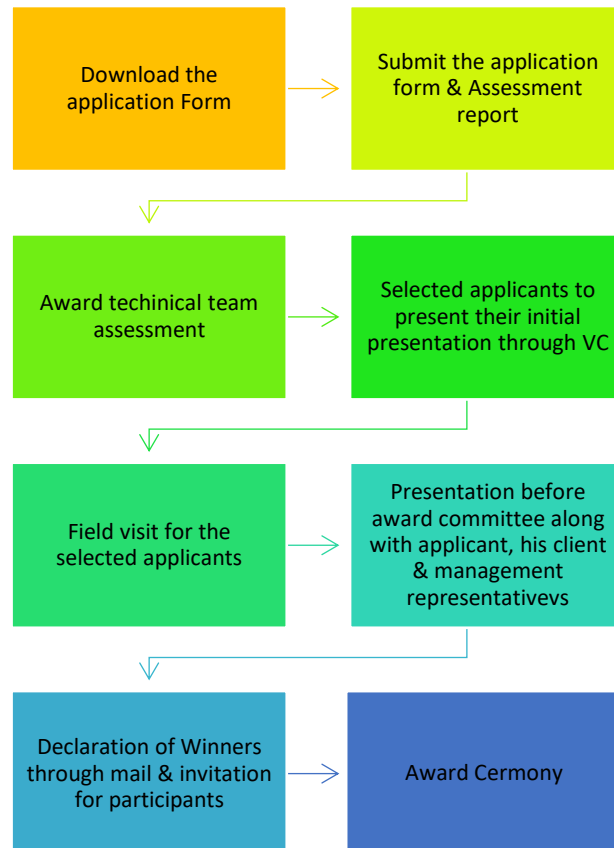 Download the
application Form
Submit the application
form & Assessment
report
Award techinical team
assessment
Selected applicants to
present their initial
presentation through VC
Field visit for the
selected applicants
Presentation before
award committee along
with applicant, his client
& management
representativevs
Declaration of Winners
through mail & invitation
for participants
Award Cermony